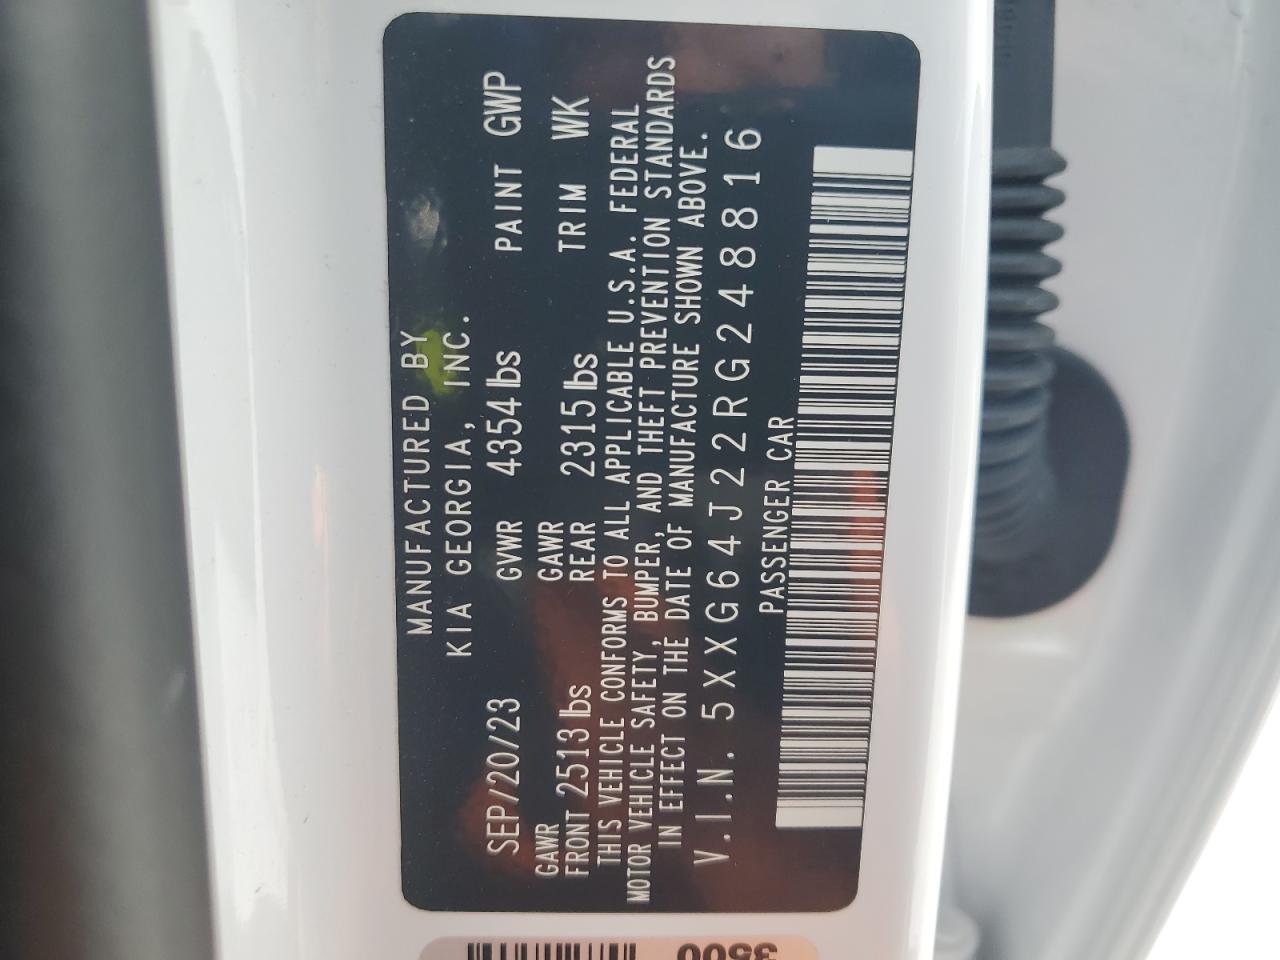 MANUFACTURED BY
KIA GEORGIA, INC.
SEP/20/23 GVWR 4354 lbs PAINT GWP
GAWR GAWR
FRONT 2513 lbs REAR 2315 lbs TRIM WK
THIS VEHICLE CONFORMS TO ALL APPLICABLE U.S.A. FEDERAL
MOTOR VEHICLE SAFETY, BUMPER, AND THEFT PREVENTION STANDARDS
IN EFFECT ON THE DATE OF MANUFACTURE SHOWN ABOVE.
V.I.N. 5XXG64J22RG248816
PASSENGER CAR
3500